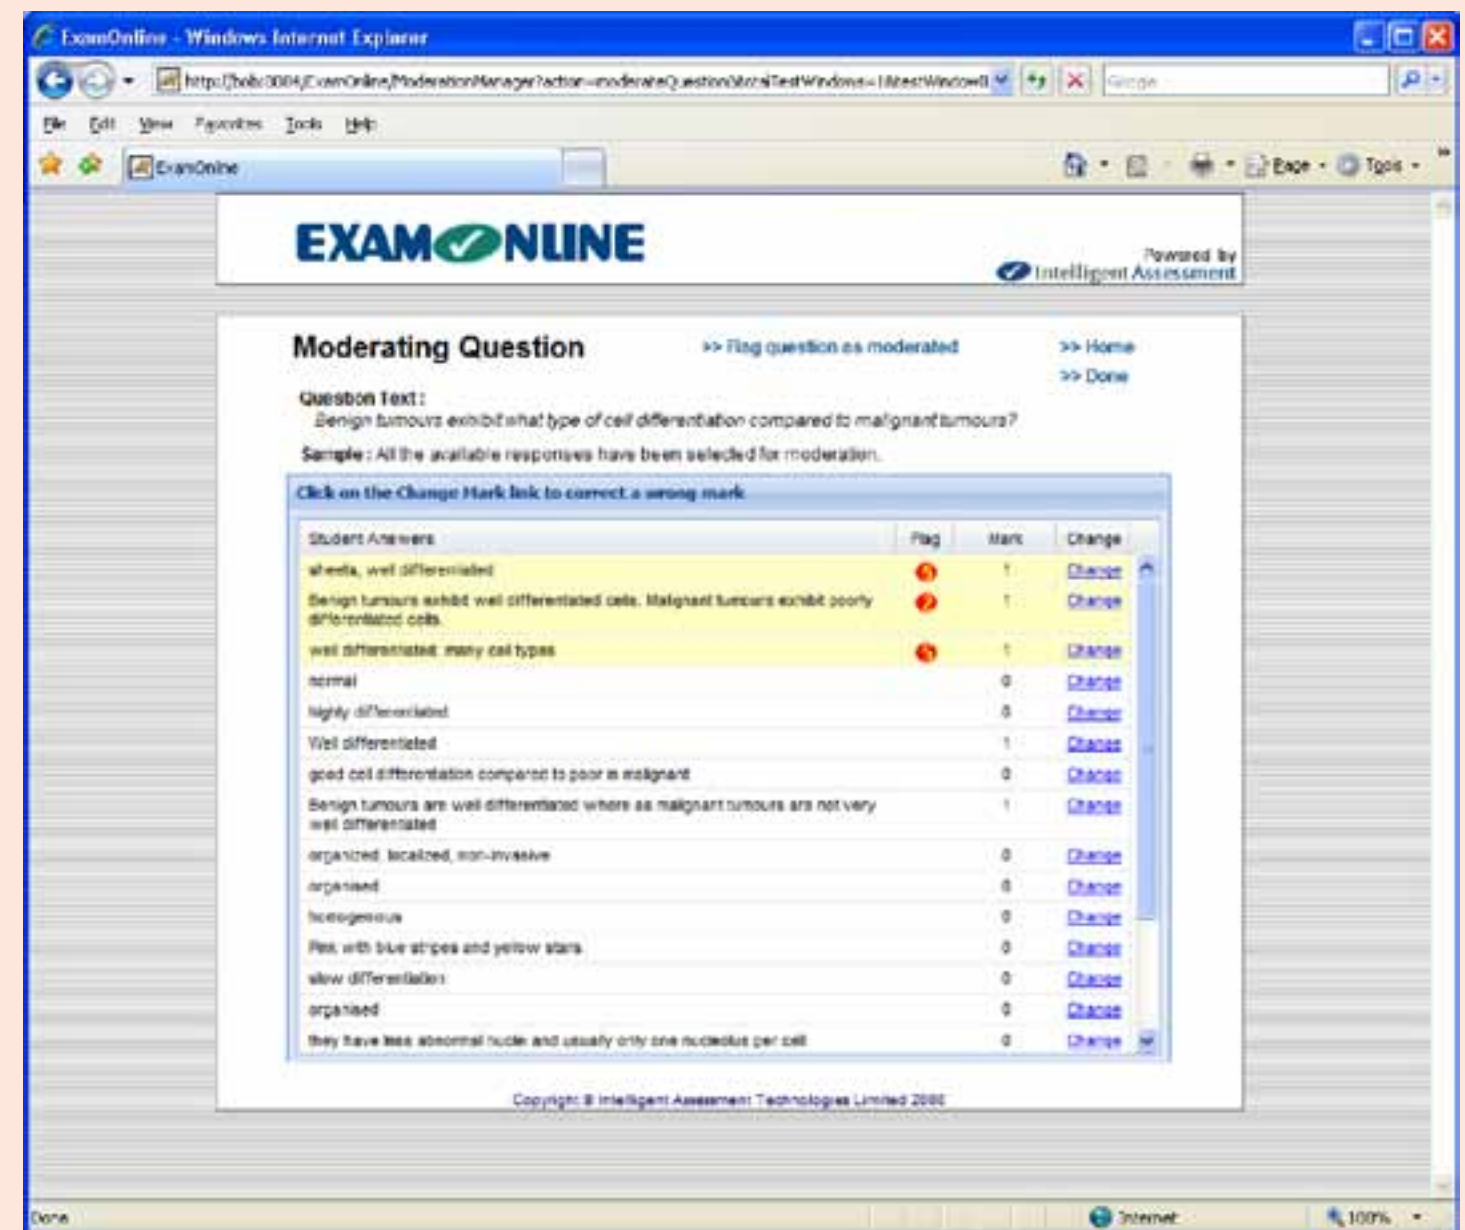 ExamOnline - Windows Internet Explorer
File Edit View Favorites Tools Help
ExamOnline
Page Tools
EXAMONLINE
Powered by
Intelligent Assessment
Moderating Question
>> Flag question as moderated
>> Home
>> Done
Question Text :
Benign tumours exhibit what type of cell differentiation compared to malignant tumours?
Sample : All the available responses have been selected for moderation.
Click on the Change Mark link to correct a wrong mark
Student Answers Flag Mark Change
sheets, well differentiated 1 Change
Benign tumours exhibit well differentiated cells. Malignant tumours exhibit poorly 2 1 Change
differentiated cells.
well differentiated many cell types 1 Change
normal 0 Change
highly differentiated 0 Change
Well differentiated 1 Change
good cell differentiation compared to poor in malignant 0 Change
Benign tumours are well differentiated where as malignant tumours are not very 1 Change
well differentiated
organized, localized, non-invasive 0 Change
organised 0 Change
homogenous 0 Change
Pink with blue stripes and yellow stars 0 Change
slow differentiation 0 Change
organised 0 Change
they have less abnormal nuclei and usually only one nucleolus per cell 0 Change
Copyright © Intelligent Assessment Technologies Limited
Done Internet 100%